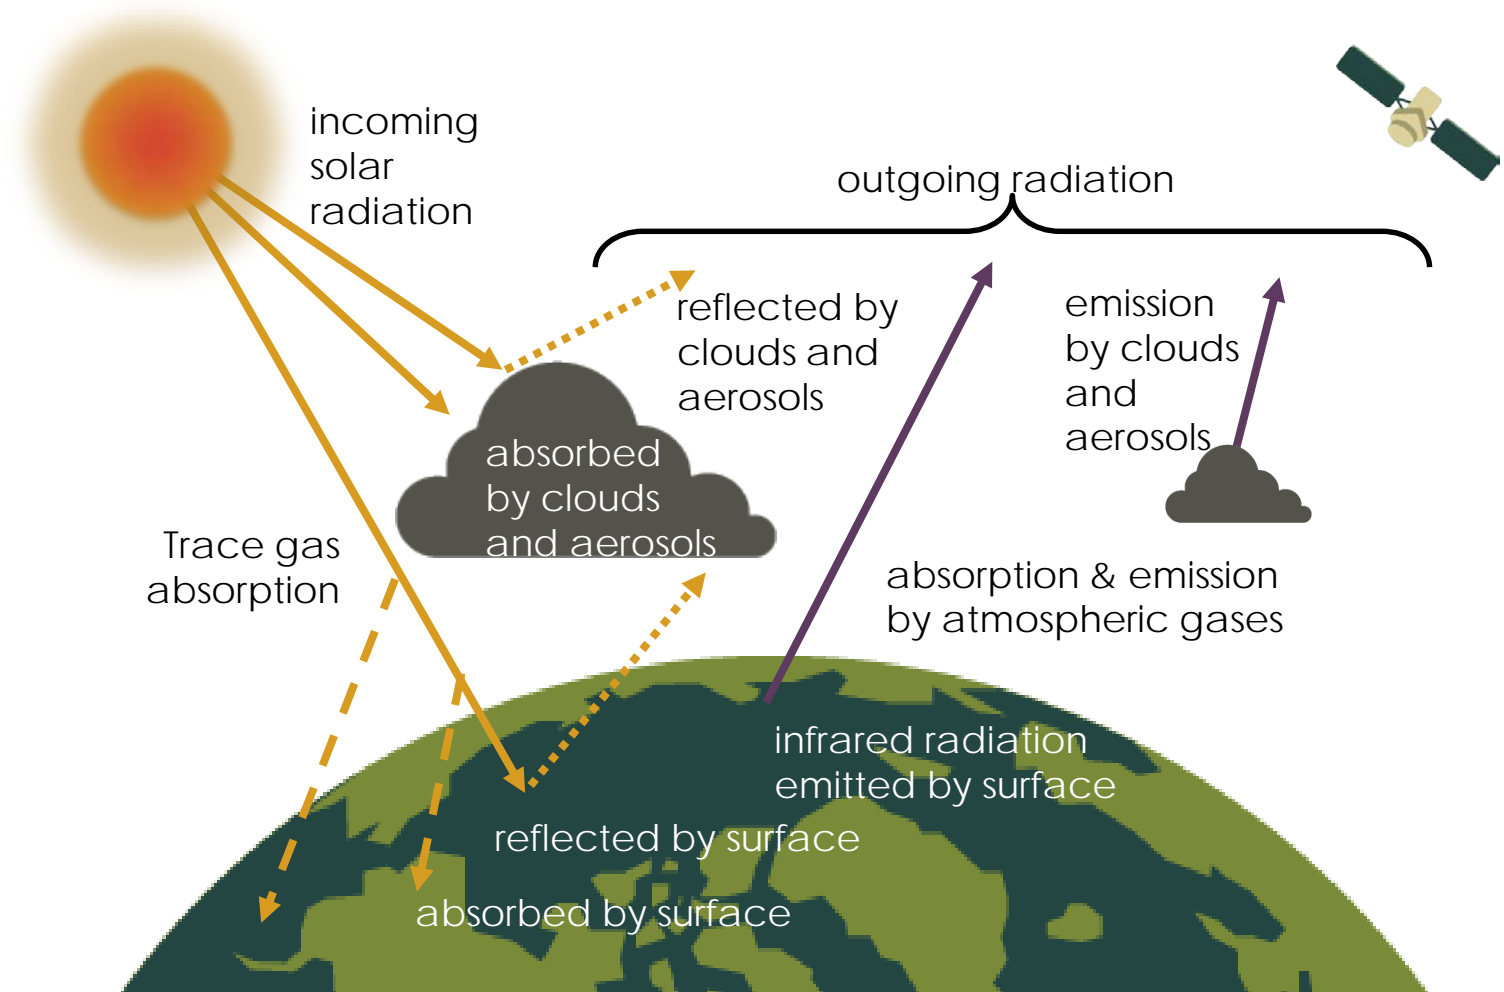 incoming
solar
radiation
outgoing radiation
reflected by
clouds and
aerosols
emission
by clouds
and
aerosols
absorbed
by clouds
and aerosols
Trace gas
absorption
absorption & emission
by atmospheric gases
infrared radiation
emitted by surface
reflected by surface
absorbed by surface